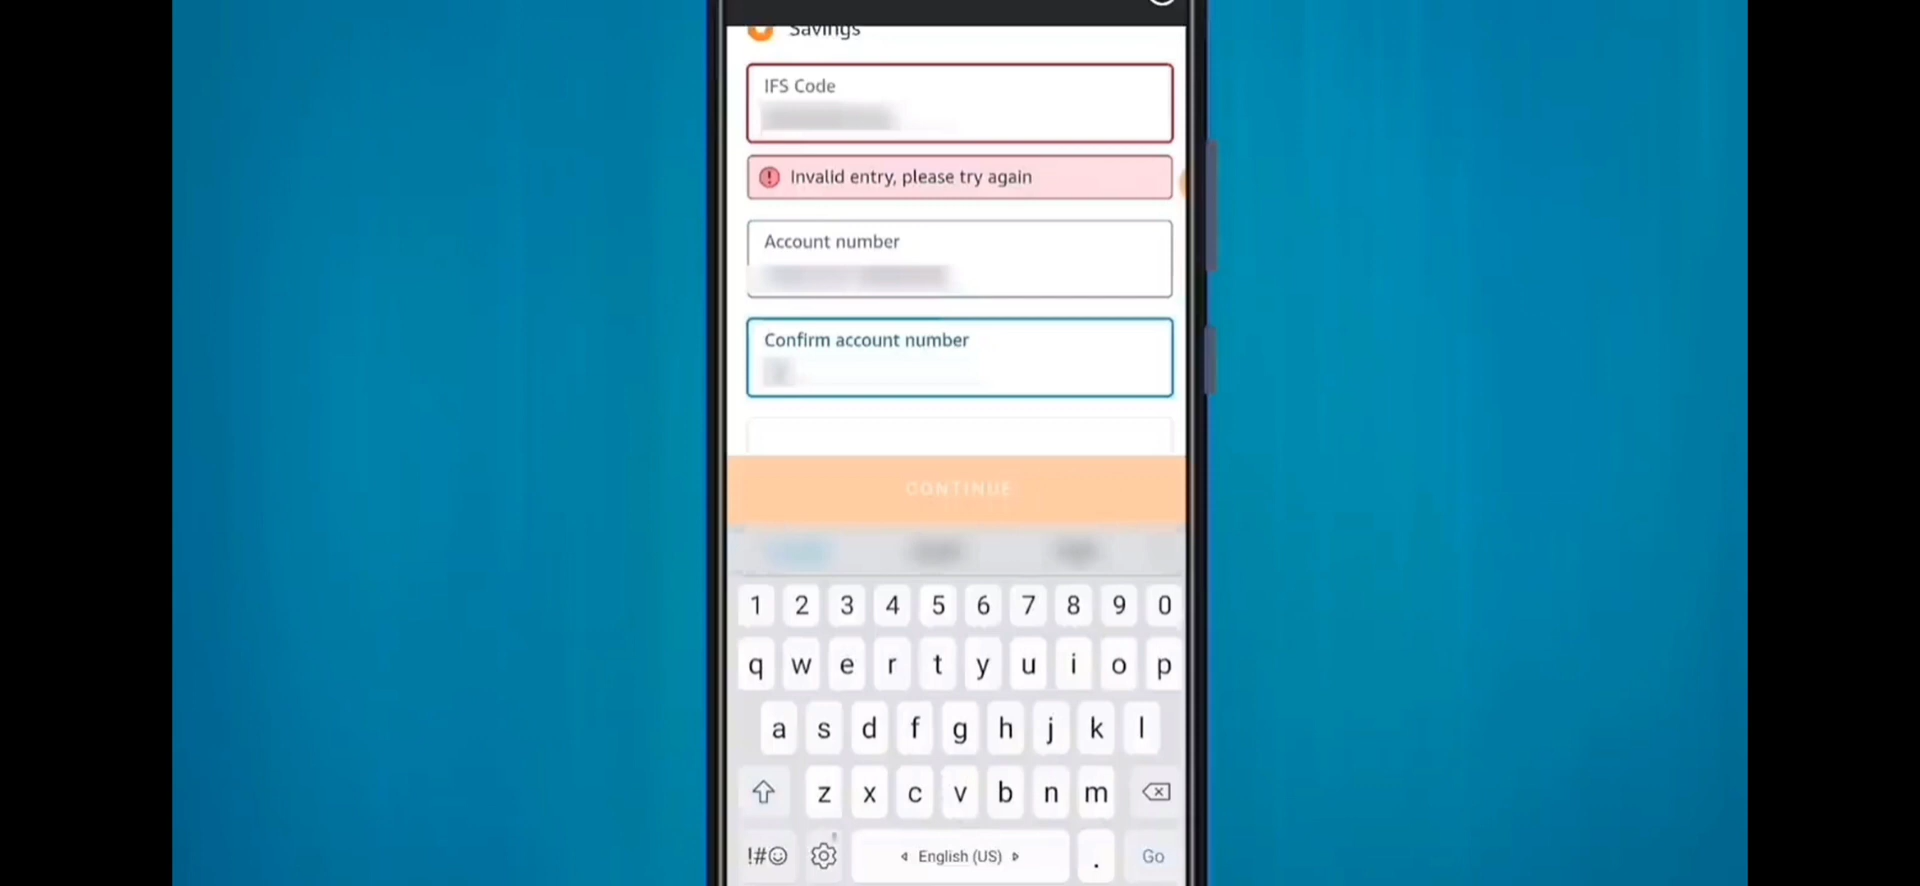 Savings
IFS Code
Invalid entry, please try again
Account number
Confirm account number
CONTINUE
1 2 3 4 5 6 7 8 9 0
q w e r t y u i o p
a s d f g h j k l
z x c v b n m
!#☺ English (US) . Go